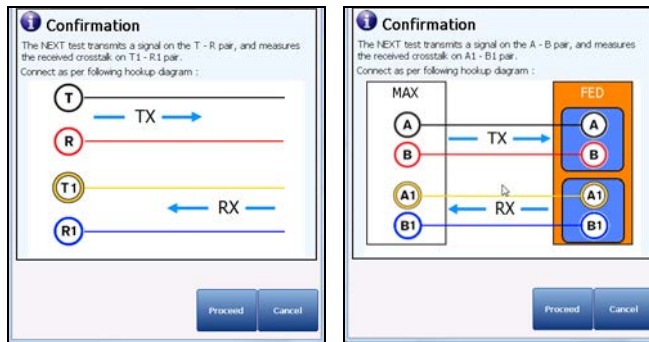 Confirmation
The NEXT test transmits a signal on the T - R pair, and measures
the received crosstalk on T1 - R1 pair.
Connect as per following hookup diagram :
T
TX
R
T1
RX
R1
Proceed Cancel
Confirmation
The NEXT test transmits a signal on the A - B pair, and measures
the received crosstalk on A1 - B1 pair.
Connect as per following hookup diagram :
MAX FED
A A
TX
B B
A1 A1
RX
B1 B1
Proceed Cancel